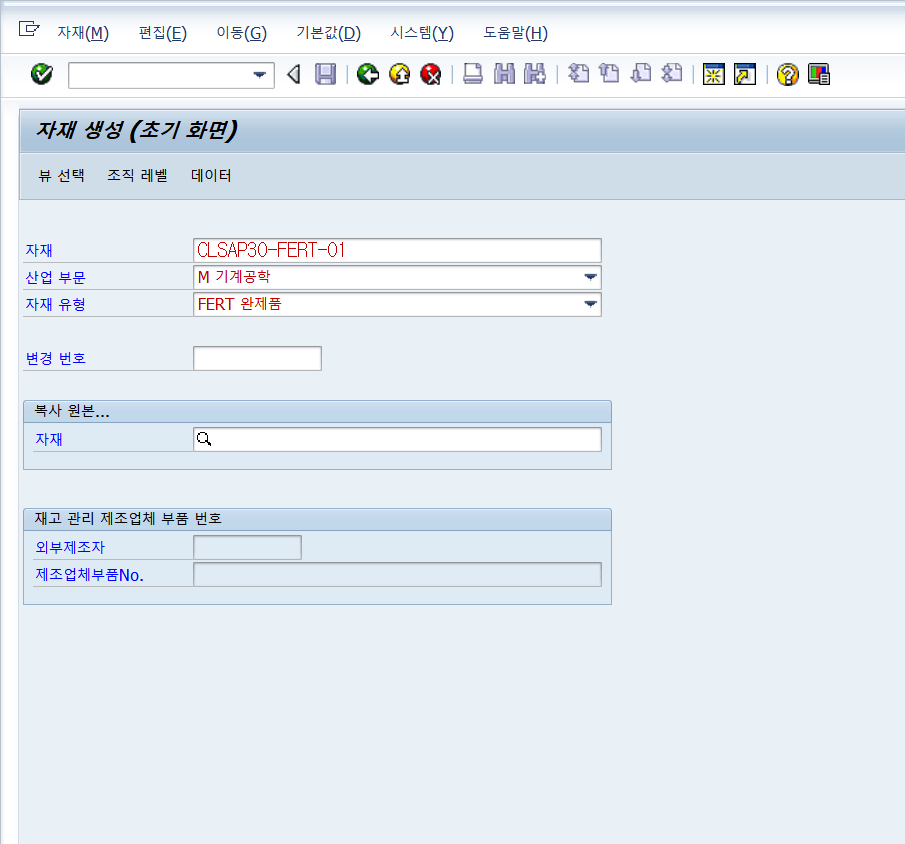 자재(M) 편집(E) 이동(G) 기본값(D) 시스템(Y) 도움말(H)
자재 생성 (초기 화면)
뷰 선택 조직 레벨 데이터
자재 CLSAP30-FERT-01
산업 부문 M 기계공학
자재 유형 FERT 완제품
변경 번호
복사 원본...
자재
재고 관리 제조업체 부품 번호
외부제조자
제조업체부품No.